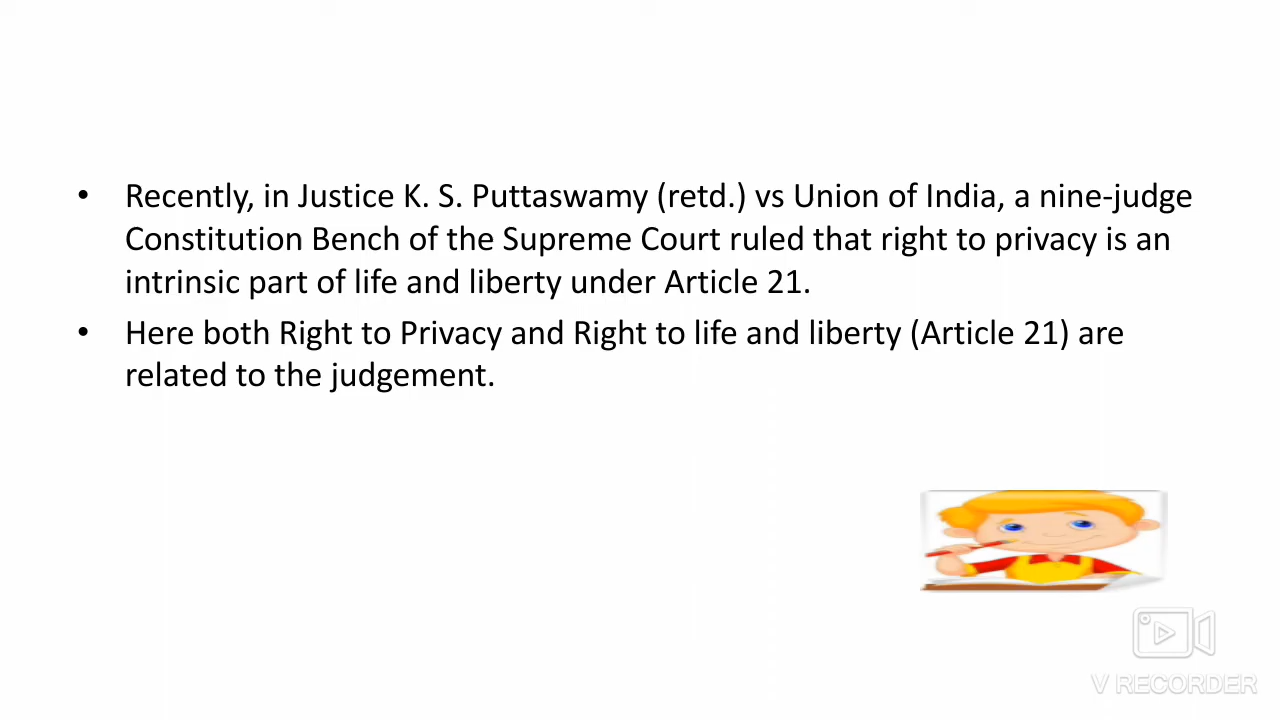 • Recently, in Justice K. S. Puttaswamy (retd.) vs Union of India, a nine-judge
Constitution Bench of the Supreme Court ruled that right to privacy is an
intrinsic part of life and liberty under Article 21.
• Here both Right to Privacy and Right to life and liberty (Article 21) are
related to the judgement.
V RECORDER